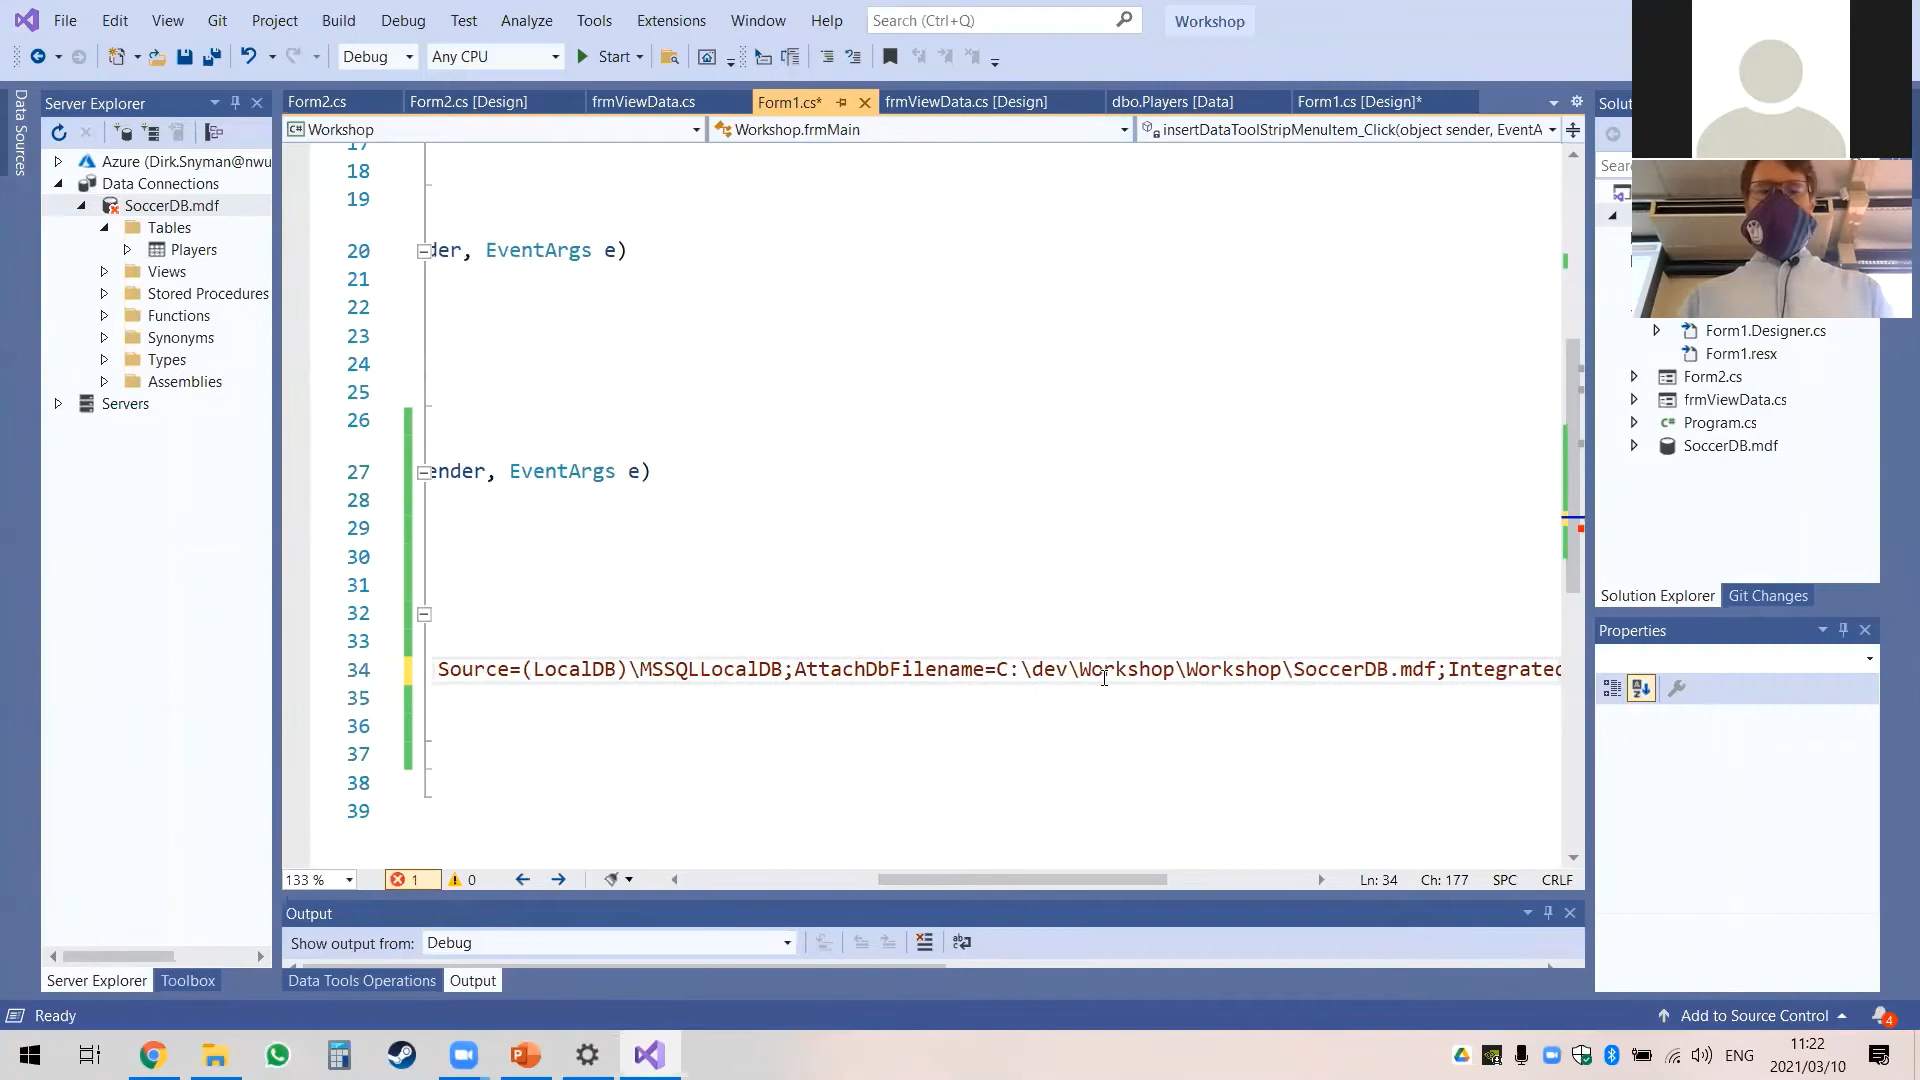 File Edit View Git Project Build Debug Test Analyze Tools Extensions Window Help Search (Ctrl+Q) Workshop
Debug Any CPU Start
Data Sources
Server Explorer
Azure (Dirk.Snyman@nwu
Data Connections
SoccerDB.mdf
Tables
Players
Views
Stored Procedures
Functions
Synonyms
Types
Assemblies
Servers
Server Explorer Toolbox
Form2.cs Form2.cs [Design] frmViewData.cs Form1.cs* frmViewData.cs [Design] dbo.Players [Data] Form1.cs [Design]*
Workshop Workshop.frmMain insertDataToolStripMenuItem_Click(object sender, EventA
17
18
19
20 der, EventArgs e)
21
22
23
24
25
26
27 ender, EventArgs e)
28
29
30
31
32
33
34 Source=(LocalDB)\MSSQLLocalDB;AttachDbFilename=C:\dev\Workshop\Workshop\SoccerDB.mdf;Integrated
35
36
37
38
39
133 % 1 0 Ln: 34 Ch: 177 SPC CRLF
Output
Show output from: Debug
Data Tools Operations Output
Solu
Sear
Form1.Designer.cs
Form1.resx
Form2.cs
frmViewData.cs
Program.cs
SoccerDB.mdf
Solution Explorer Git Changes
Properties
Ready Add to Source Control 4
ENG 11:22
2021/03/10